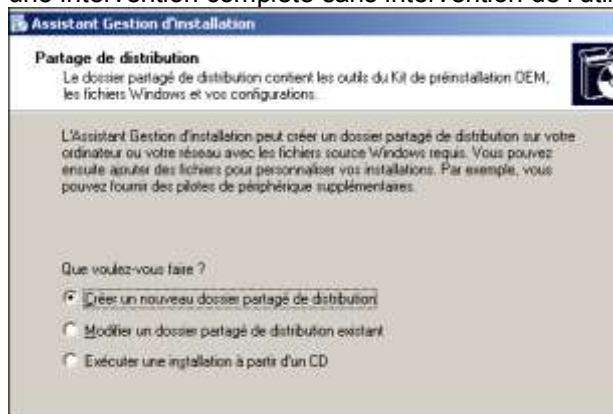 une intervention complète sans intervention de l'util
Assistant Gestion d'installation
Partage de distribution
Le dossier partagé de distribution contient les outils du Kit de préinstallation OEM,
les fichiers Windows et vos configurations.
L'Assistant Gestion d'installation peut créer un dossier partagé de distribution sur votre
ordinateur ou votre réseau avec les fichiers source Windows requis. Vous pouvez
ensuite ajouter des fichiers pour personnaliser vos installations. Par exemple, vous
pouvez fournir des pilotes de périphérique supplémentaires.
Que voulez-vous faire ?
Créer un nouveau dossier partagé de distribution
Modifier un dossier partagé de distribution existant
Exécuter une installation à partir d'un CD